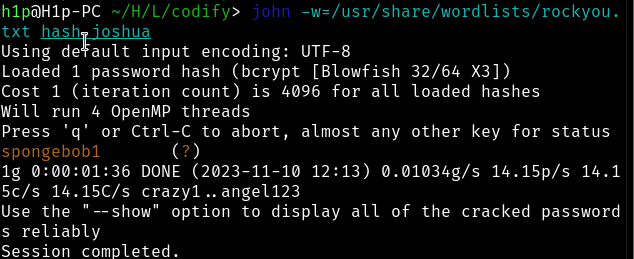 h1p@H1p-PC ~/H/L/codify> john -w=/usr/share/wordlists/rockyou.
txt hash_joshua
Using default input encoding: UTF-8
Loaded 1 password hash (bcrypt [Blowfish 32/64 X3])
Cost 1 (iteration count) is 4096 for all loaded hashes
Will run 4 OpenMP threads
Press 'q' or Ctrl-C to abort, almost any other key for status
spongebob1       (?)
1g 0:00:01:36 DONE (2023-11-10 12:13) 0.01034g/s 14.15p/s 14.1
5c/s 14.15C/s crazy1..angel123
Use the "--show" option to display all of the cracked password
s reliably
Session completed.